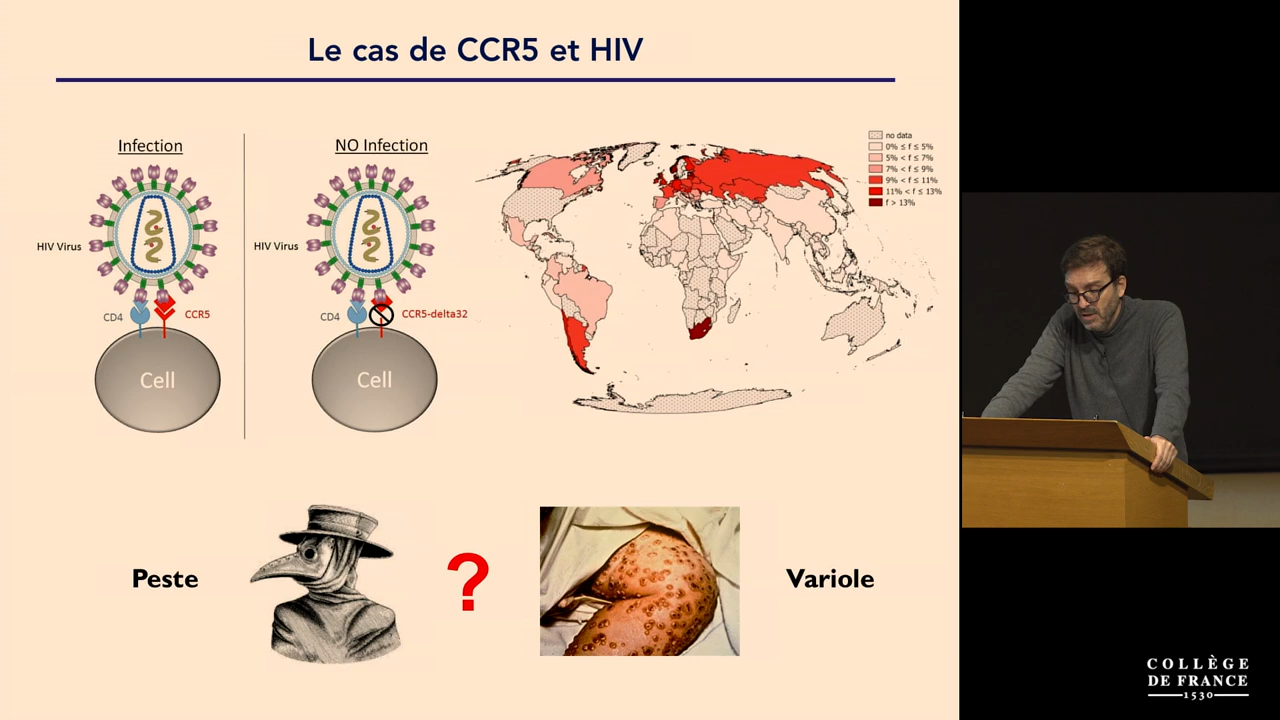 Le cas de CCR5 et HIV
Infection
NO Infection
HIV Virus
HIV Virus
CD4
CCR5
CD4
CCR5-delta32
Cell
Cell
no data
0% ≤ f ≤ 5%
5% < f ≤ 7%
7% < f ≤ 9%
9% < f ≤ 11%
11% < f ≤ 13%
f > 13%
Peste
?
Variole
COLLÈGE
DE FRANCE
1530